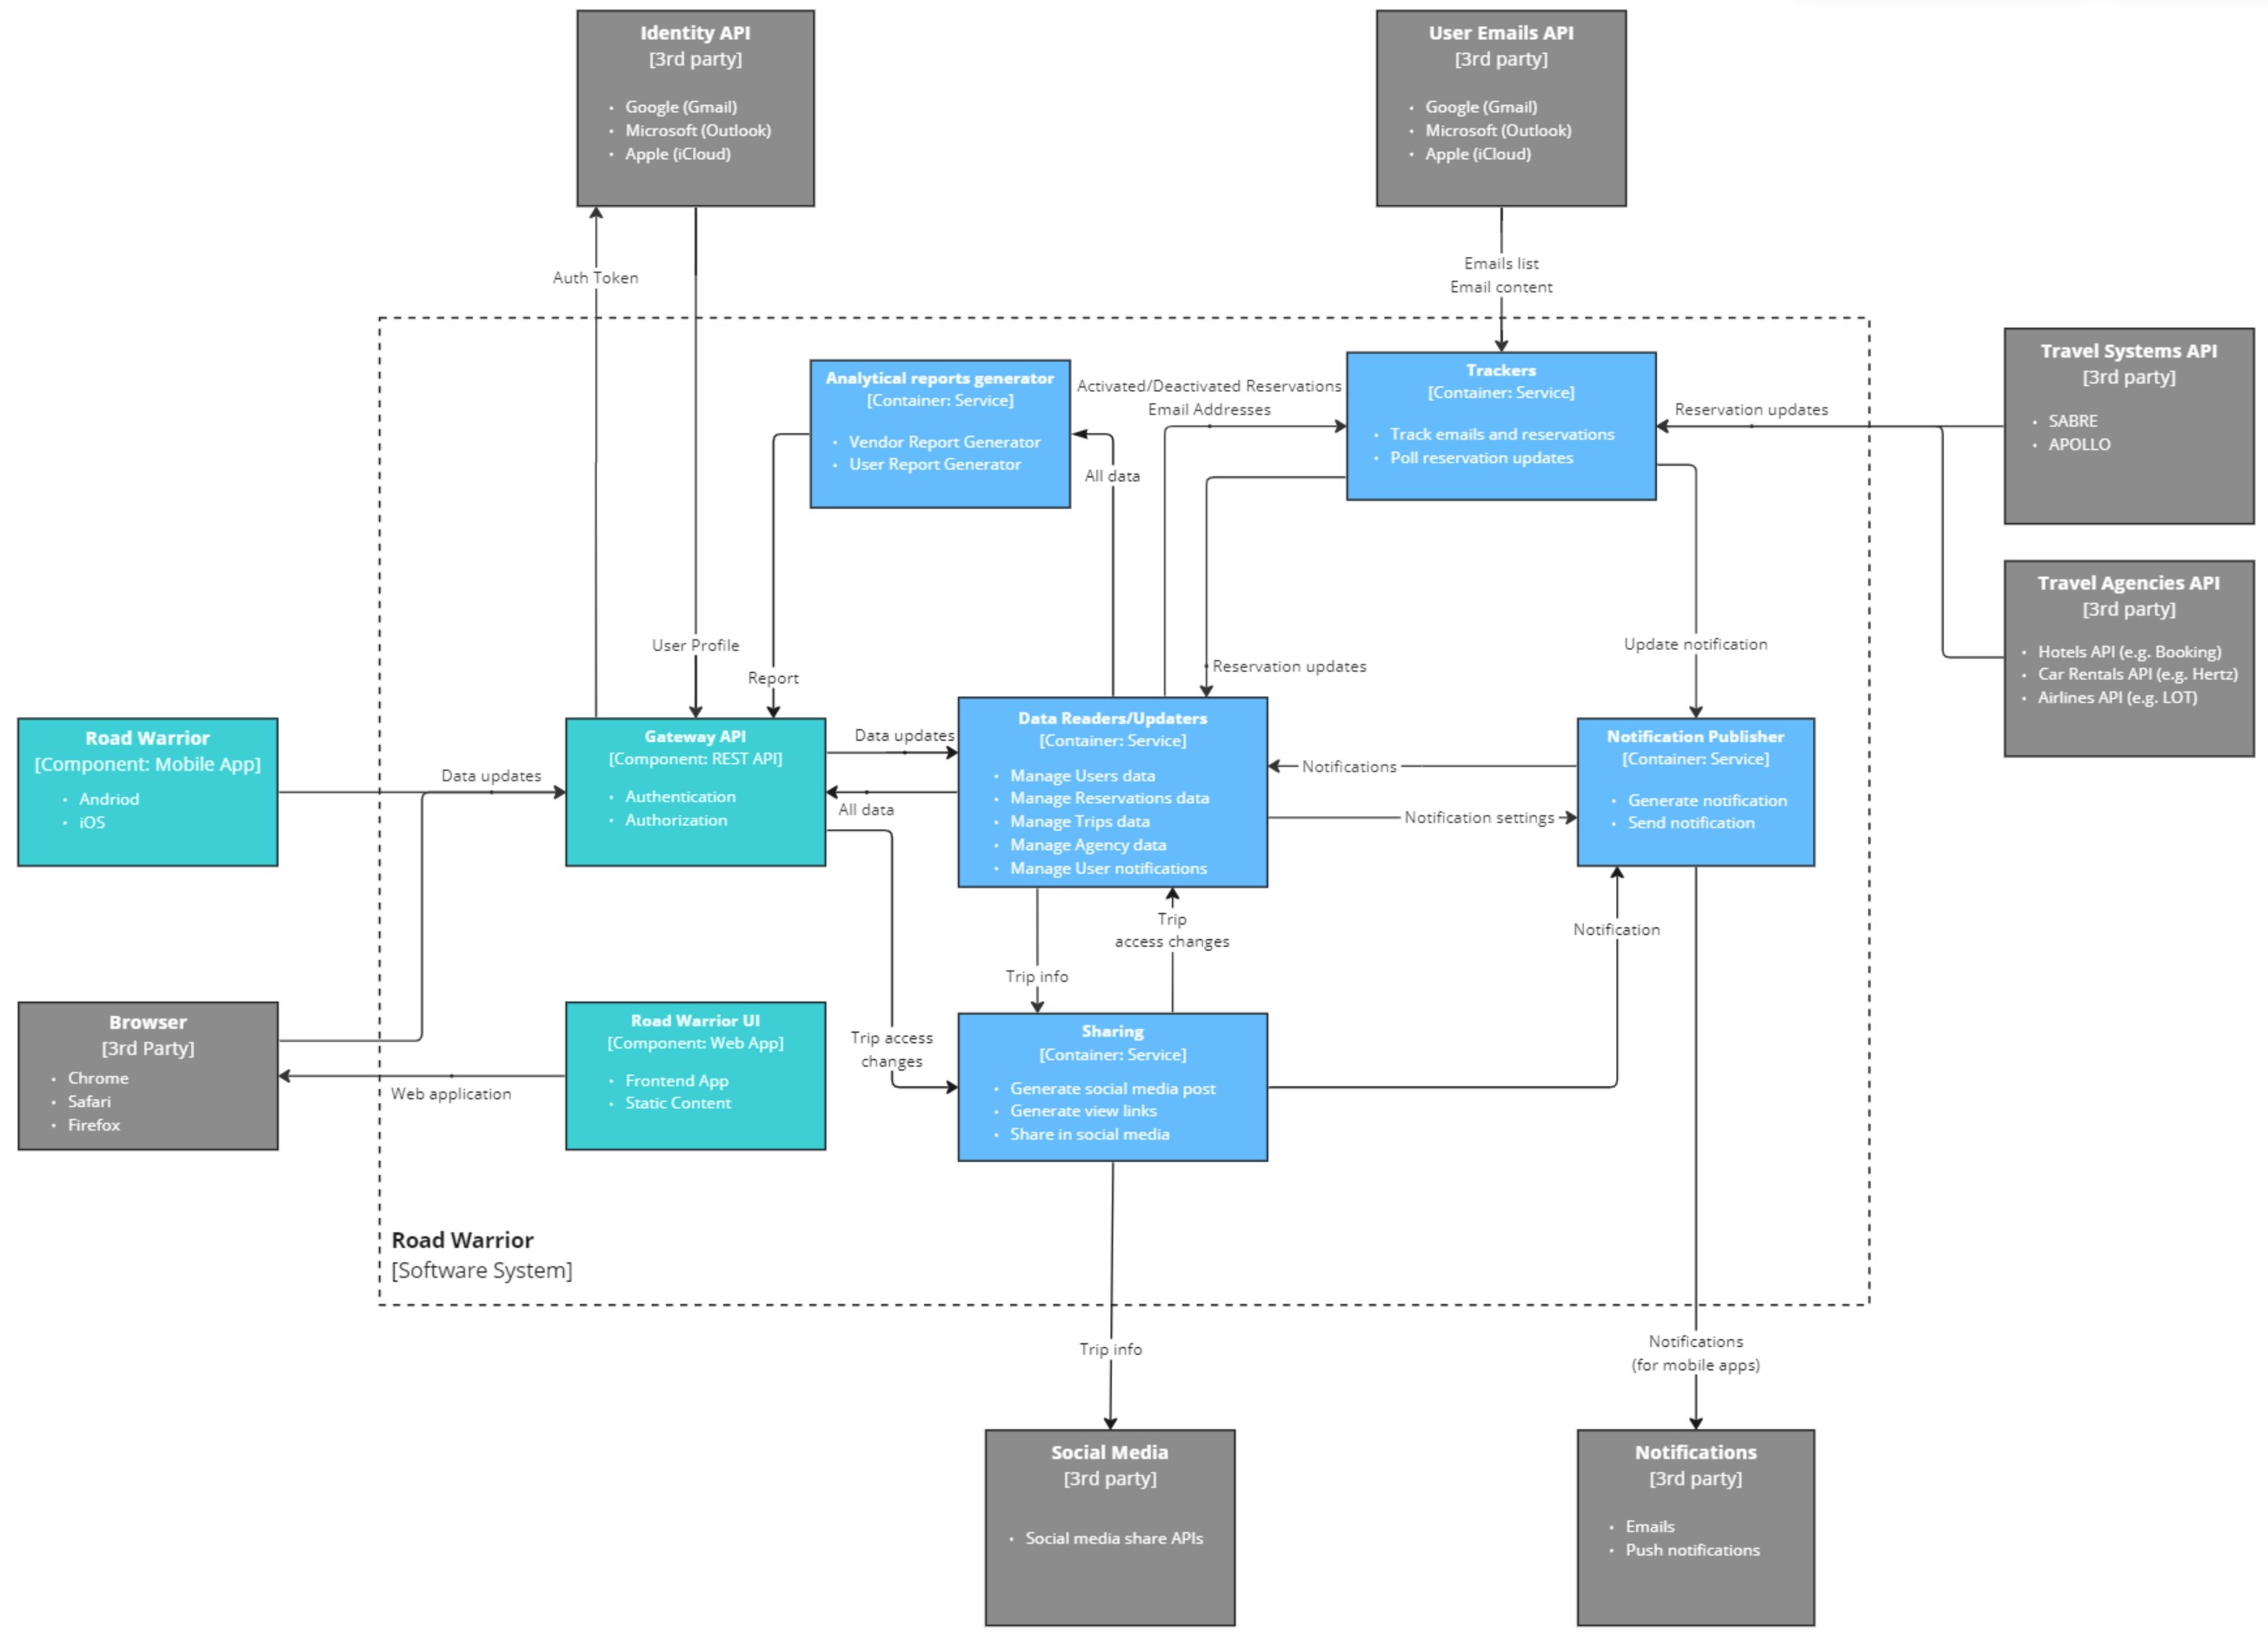 Identity API
[3rd party]
• Google (Gmail)
• Microsoft (Outlook)
• Apple (iCloud)
User Emails API
[3rd party]
• Google (Gmail)
• Microsoft (Outlook)
• Apple (iCloud)
Auth Token
Emails list
Email content
Analytical reports generator
[Container: Service]
• Vendor Report Generator
• User Report Generator
Activated/Deactivated Reservations
Email Addresses
All data
Trackers
[Container: Service]
• Track emails and reservations
• Poll reservation updates
Reservation updates
Travel Systems API
[3rd party]
• SABRE
• APOLLO
Travel Agencies API
[3rd party]
• Hotels API (e.g. Booking)
• Car Rentals API (e.g. Hertz)
• Airlines API (e.g. LOT)
User Profile
Report
Reservation updates
Update notification
Road Warrior
[Component: Mobile App]
• Andriod
• iOS
Data updates
Gateway API
[Component: REST API]
• Authentication
• Authorization
Data updates
All data
Data Readers/Updaters
[Container: Service]
• Manage Users data
• Manage Reservations data
• Manage Trips data
• Manage Agency data
• Manage User notifications
Notifications
Notification settings
Notification Publisher
[Container: Service]
• Generate notification
• Send notification
Trip
access changes
Trip info
Notification
Browser
[3rd Party]
• Chrome
• Safari
• Firefox
Web application
Road Warrior UI
[Component: Web App]
• Frontend App
• Static Content
Trip access
changes
Sharing
[Container: Service]
• Generate social media post
• Generate view links
• Share in social media
Road Warrior
[Software System]
Trip info
Notifications
(for mobile apps)
Social Media
[3rd party]
• Social media share APIs
Notifications
[3rd party]
• Emails
• Push notifications